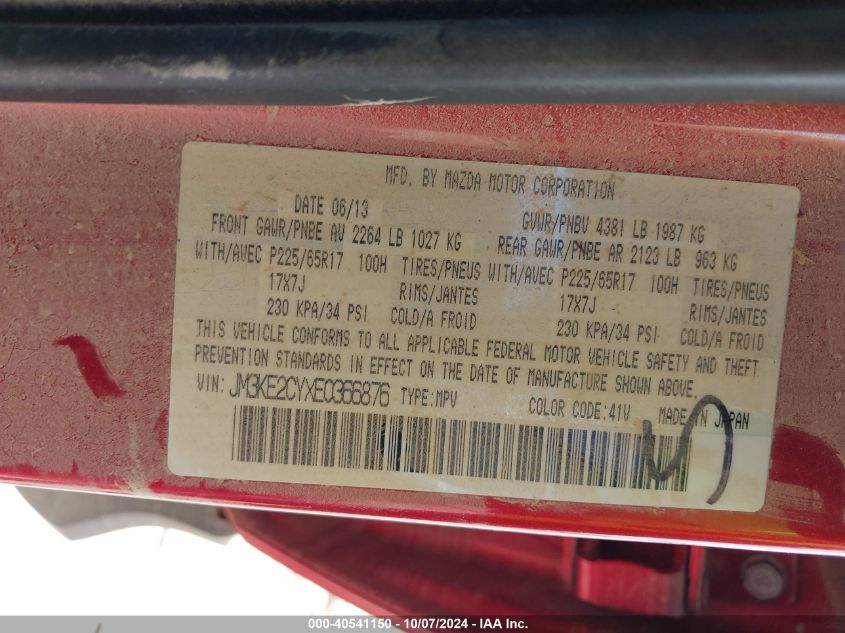 MFD. BY MAZDA MOTOR CORPORATION
DATE 06/13 GVWR/PNBV 4381 LB 1987 KG
FRONT GAWR/PNBE AV 2264 LB 1027 KG REAR GAWR/PNBE AR 2123 LB 963 KG
WITH/AVEC P225/65R17 100H TIRES/PNEUS WITH/AVEC P225/65R17 100H TIRES/PNEUS
17X7J RIMS/JANTES 17X7J RIMS/JANTES
230 KPA/34 PSI COLD/A FROID 230 KPA/34 PSI COLD/A FROID
THIS VEHICLE CONFORMS TO ALL APPLICABLE FEDERAL MOTOR VEHICLE SAFETY AND THEFT
PREVENTION STANDARDS IN EFFECT ON THE DATE OF MANUFACTURE SHOWN ABOVE.
VIN: JM3KE2CYXE0366876 TYPE:MPV COLOR CODE:41V MADE IN JAPAN
000-40541150 - 10/07/2024 - IAA Inc.